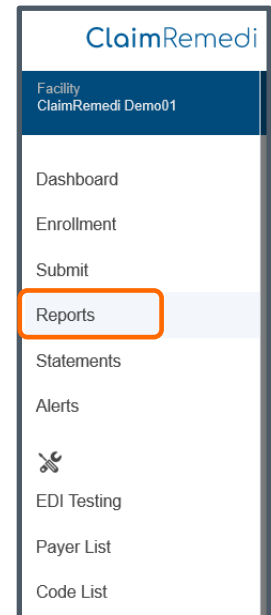 ClaimRemedi
Facility
ClaimRemedi Demo01
Dashboard
Enrollment
Submit
Reports
Statements
Alerts
EDI Testing
Payer List
Code List